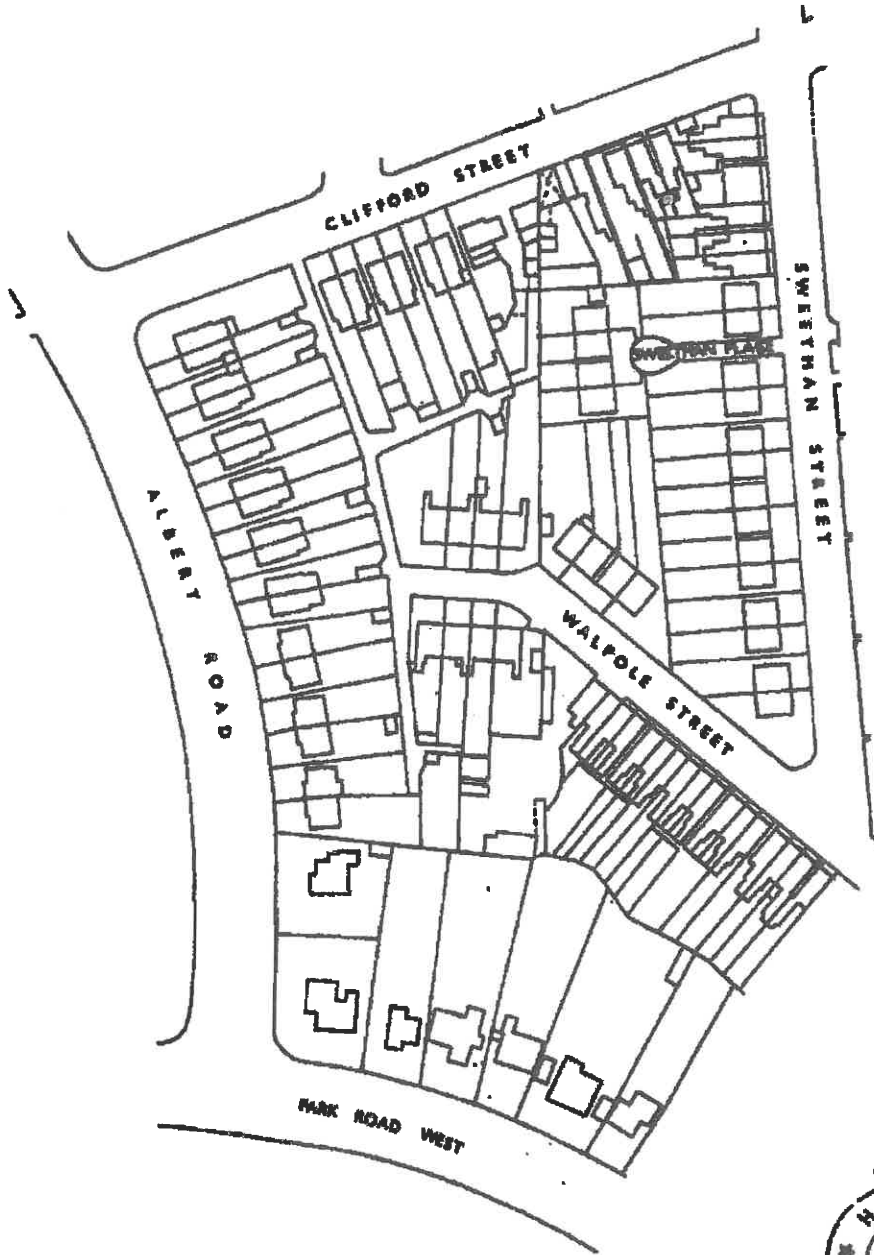 CLIFFORD STREET
SWEETMAN STREET
SWEETMAN PLACE
ALBERT ROAD
WALPOLE STREET
PARK ROAD WEST